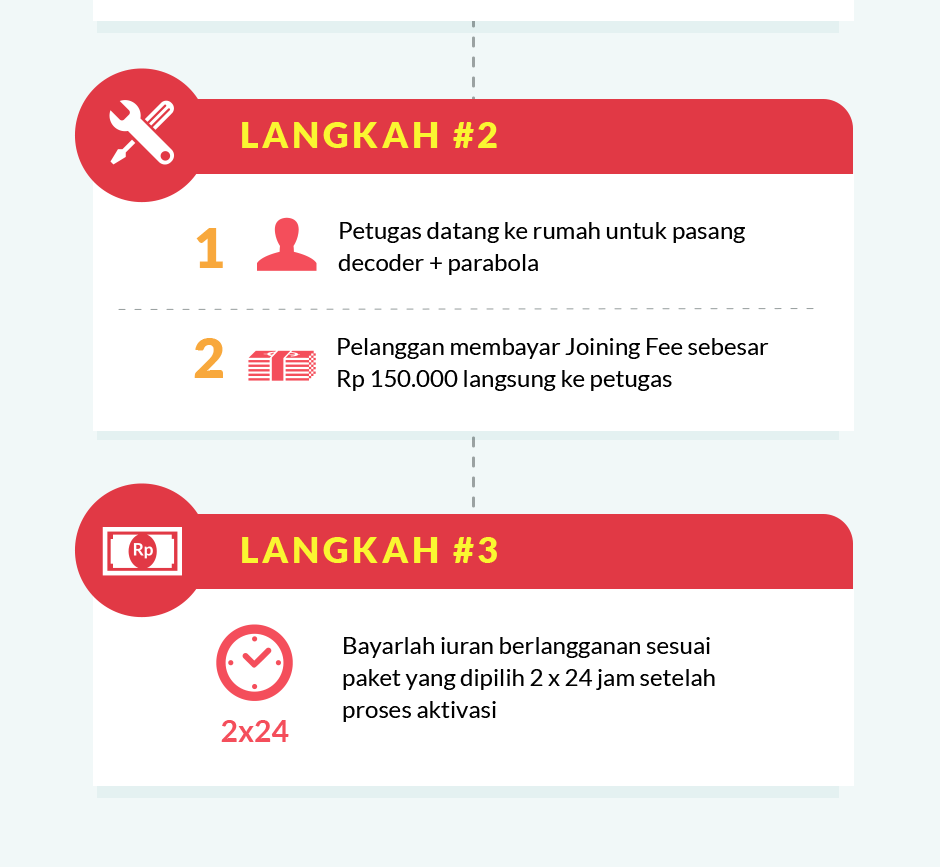 LANGKAH #2
1
Petugas datang ke rumah untuk pasang
decoder + parabola
2
Pelanggan membayar Joining Fee sebesar
Rp 150.000 langsung ke petugas
Rp
LANGKAH #3
2x24
Bayarlah iuran berlangganan sesuai
paket yang dipilih 2 x 24 jam setelah
proses aktivasi